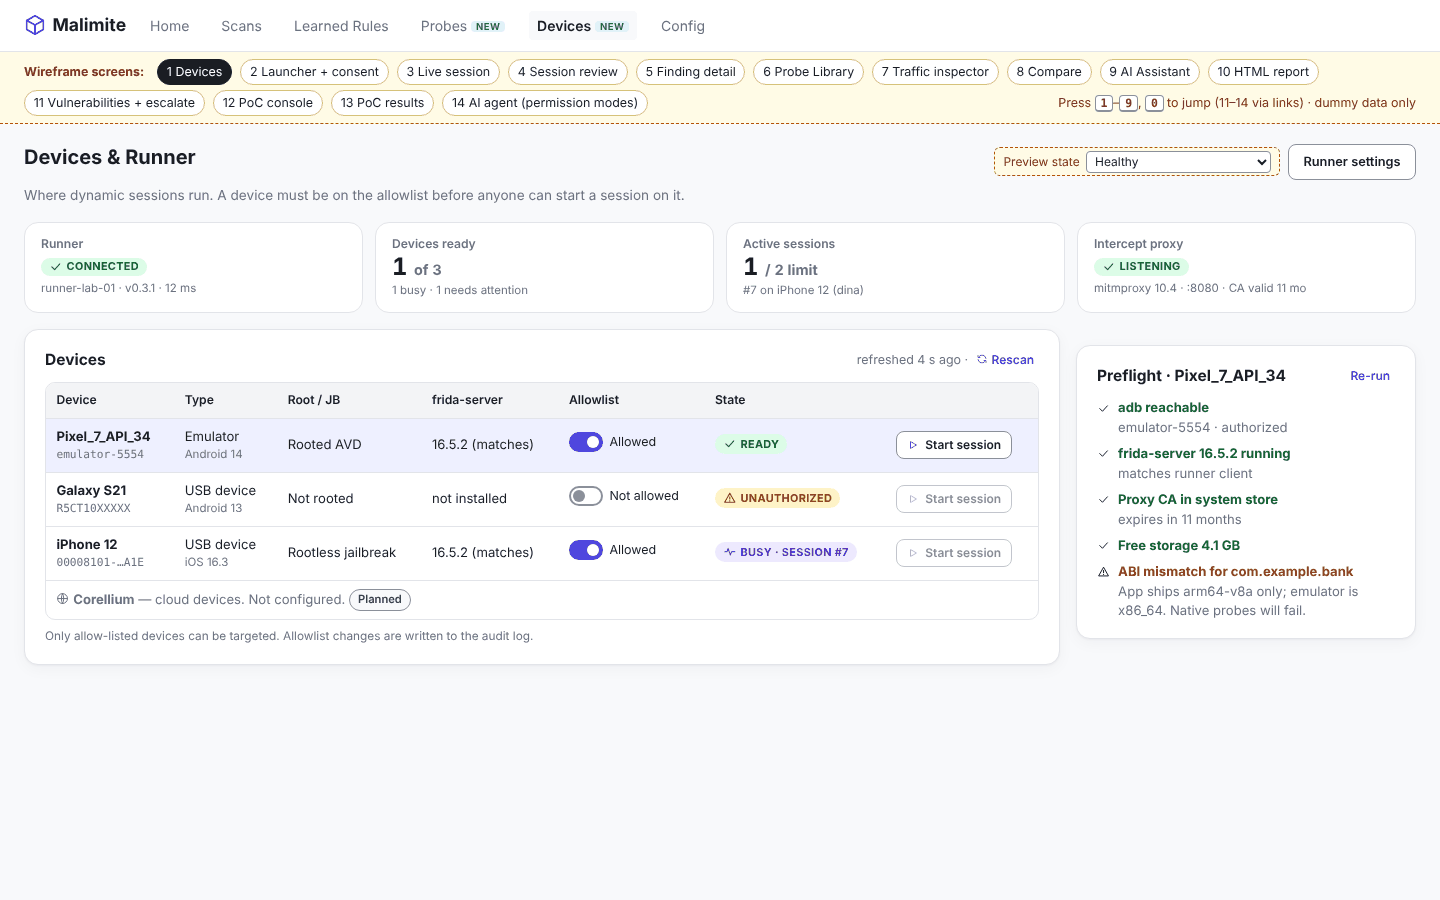 Malimite Home Scans Learned Rules Probes NEW Devices NEW Config
Wireframe screens: 1 Devices 2 Launcher + consent 3 Live session 4 Session review 5 Finding detail 6 Probe Library 7 Traffic inspector 8 Compare 9 AI Assistant 10 HTML report
11 Vulnerabilities + escalate 12 PoC console 13 PoC results 14 AI agent (permission modes) Press 1–9, 0 to jump (11–14 via links) · dummy data only
Devices & Runner
Preview state Healthy Runner settings
Where dynamic sessions run. A device must be on the allowlist before anyone can start a session on it.
Runner
CONNECTED
runner-lab-01 · v0.3.1 · 12 ms
Devices ready
1 of 3
1 busy · 1 needs attention
Active sessions
1 / 2 limit
#7 on iPhone 12 (dina)
Intercept proxy
LISTENING
mitmproxy 10.4 · :8080 · CA valid 11 mo
Devices refreshed 4 s ago · Rescan
Device Type Root / JB frida-server Allowlist State
Pixel_7_API_34 Emulator Rooted AVD 16.5.2 (matches) Allowed READY Start session
emulator-5554 Android 14
Galaxy S21 USB device Not rooted not installed Not allowed UNAUTHORIZED Start session
R5CT10XXXXX Android 13
iPhone 12 USB device Rootless jailbreak 16.5.2 (matches) Allowed BUSY · SESSION #7 Start session
00008101-…A1E iOS 16.3
Corellium — cloud devices. Not configured. Planned
Only allow-listed devices can be targeted. Allowlist changes are written to the audit log.
Preflight · Pixel_7_API_34 Re-run
adb reachable
emulator-5554 · authorized
frida-server 16.5.2 running
matches runner client
Proxy CA in system store
expires in 11 months
Free storage 4.1 GB
ABI mismatch for com.example.bank
App ships arm64-v8a only; emulator is
x86_64. Native probes will fail.